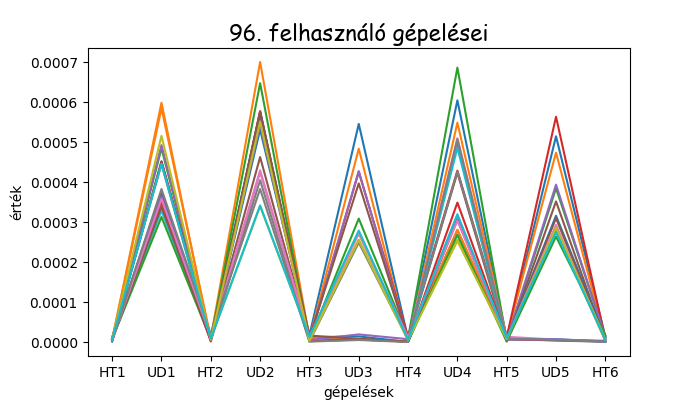 96. felhasználó gépelései
0.0007
0.0006
0.0005
0.0004
0.0003
0.0002
0.0001
0.0000
érték
HT1 UD1 HT2 UD2 HT3 UD3 HT4 UD4 HT5 UD5 HT6
gépelések